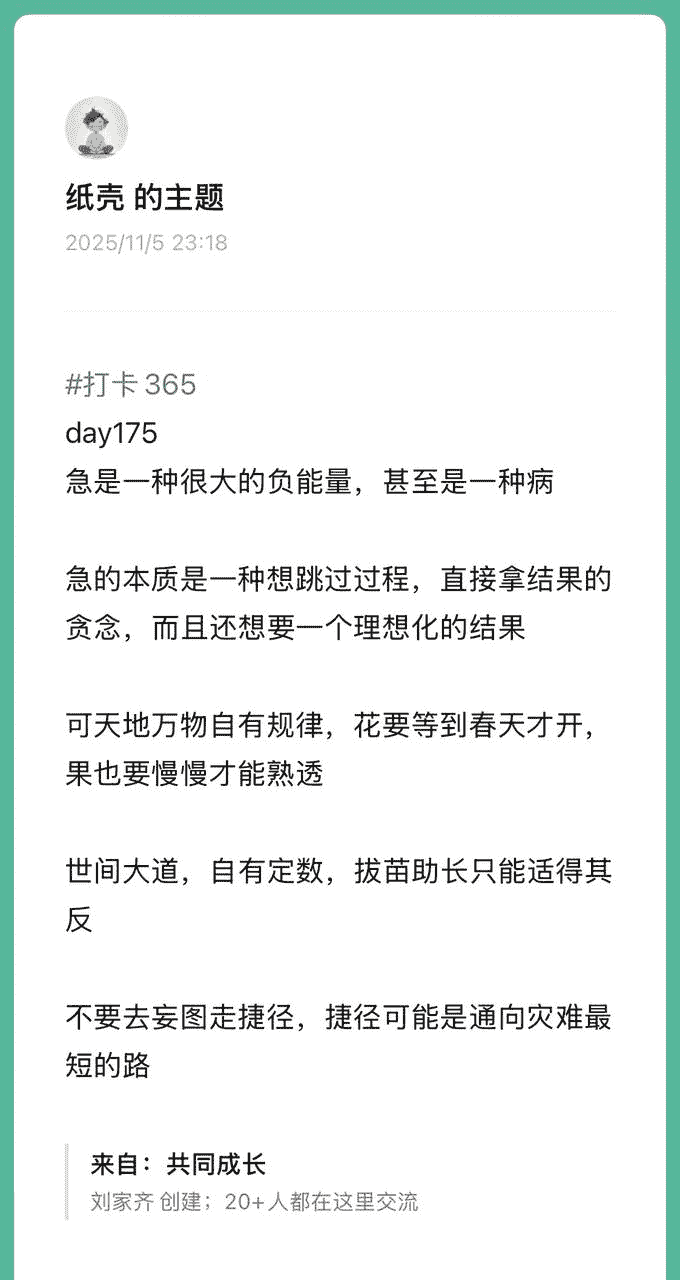 纸壳 的主题
2025/11/5 23:18
#打卡 365
day175
急是一种很大的负能量，甚至是一种病
急的本质是一种想跳过过程，直接拿结果的
贪念，而且还想要一个理想化的结果
可天地万物自有规律，花要等到春天才开，
果也要慢慢才能熟透
世间大道，自有定数，拔苗助长只能适得其
反
不要去妄图走捷径，捷径可能是通向灾难最
短的路
来自：共同成长
刘家齐 创建；20+人都在这里交流